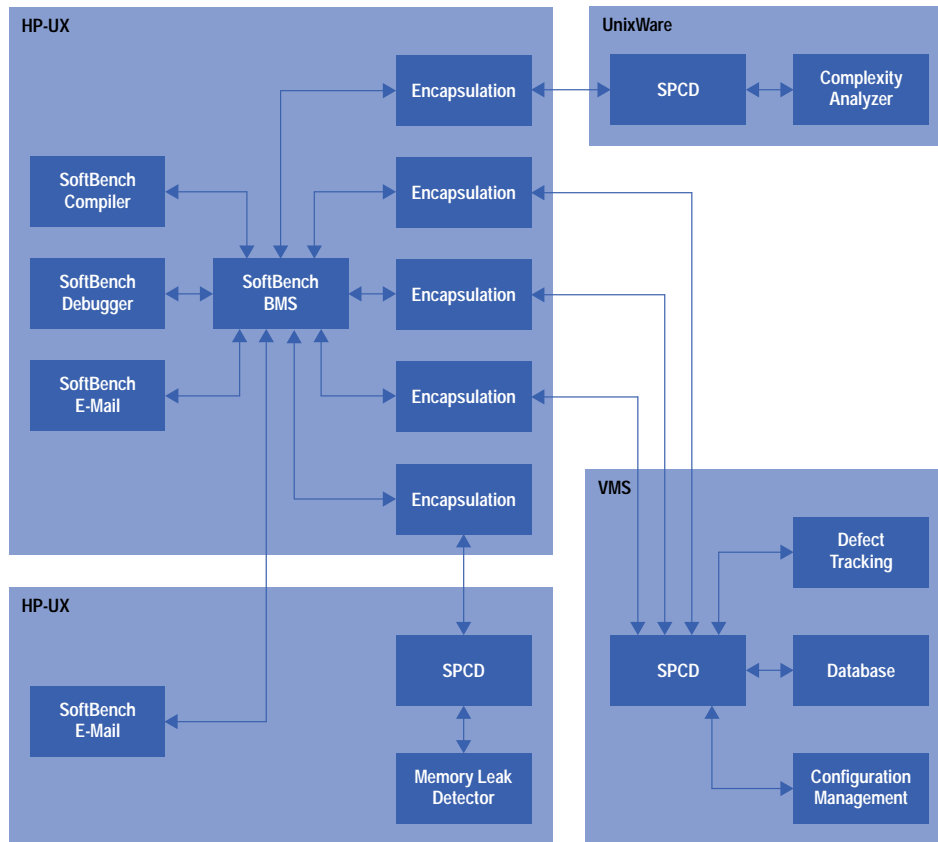 HP-UX
Encapsulation
SoftBench
Compiler
Encapsulation
SoftBench
Debugger
SoftBench
BMS
Encapsulation
SoftBench
E-Mail
Encapsulation
Encapsulation
UnixWare
SPCD
Complexity
Analyzer
HP-UX
SPCD
SoftBench
E-Mail
Memory Leak
Detector
VMS
Defect
Tracking
SPCD
Database
Configuration
Management